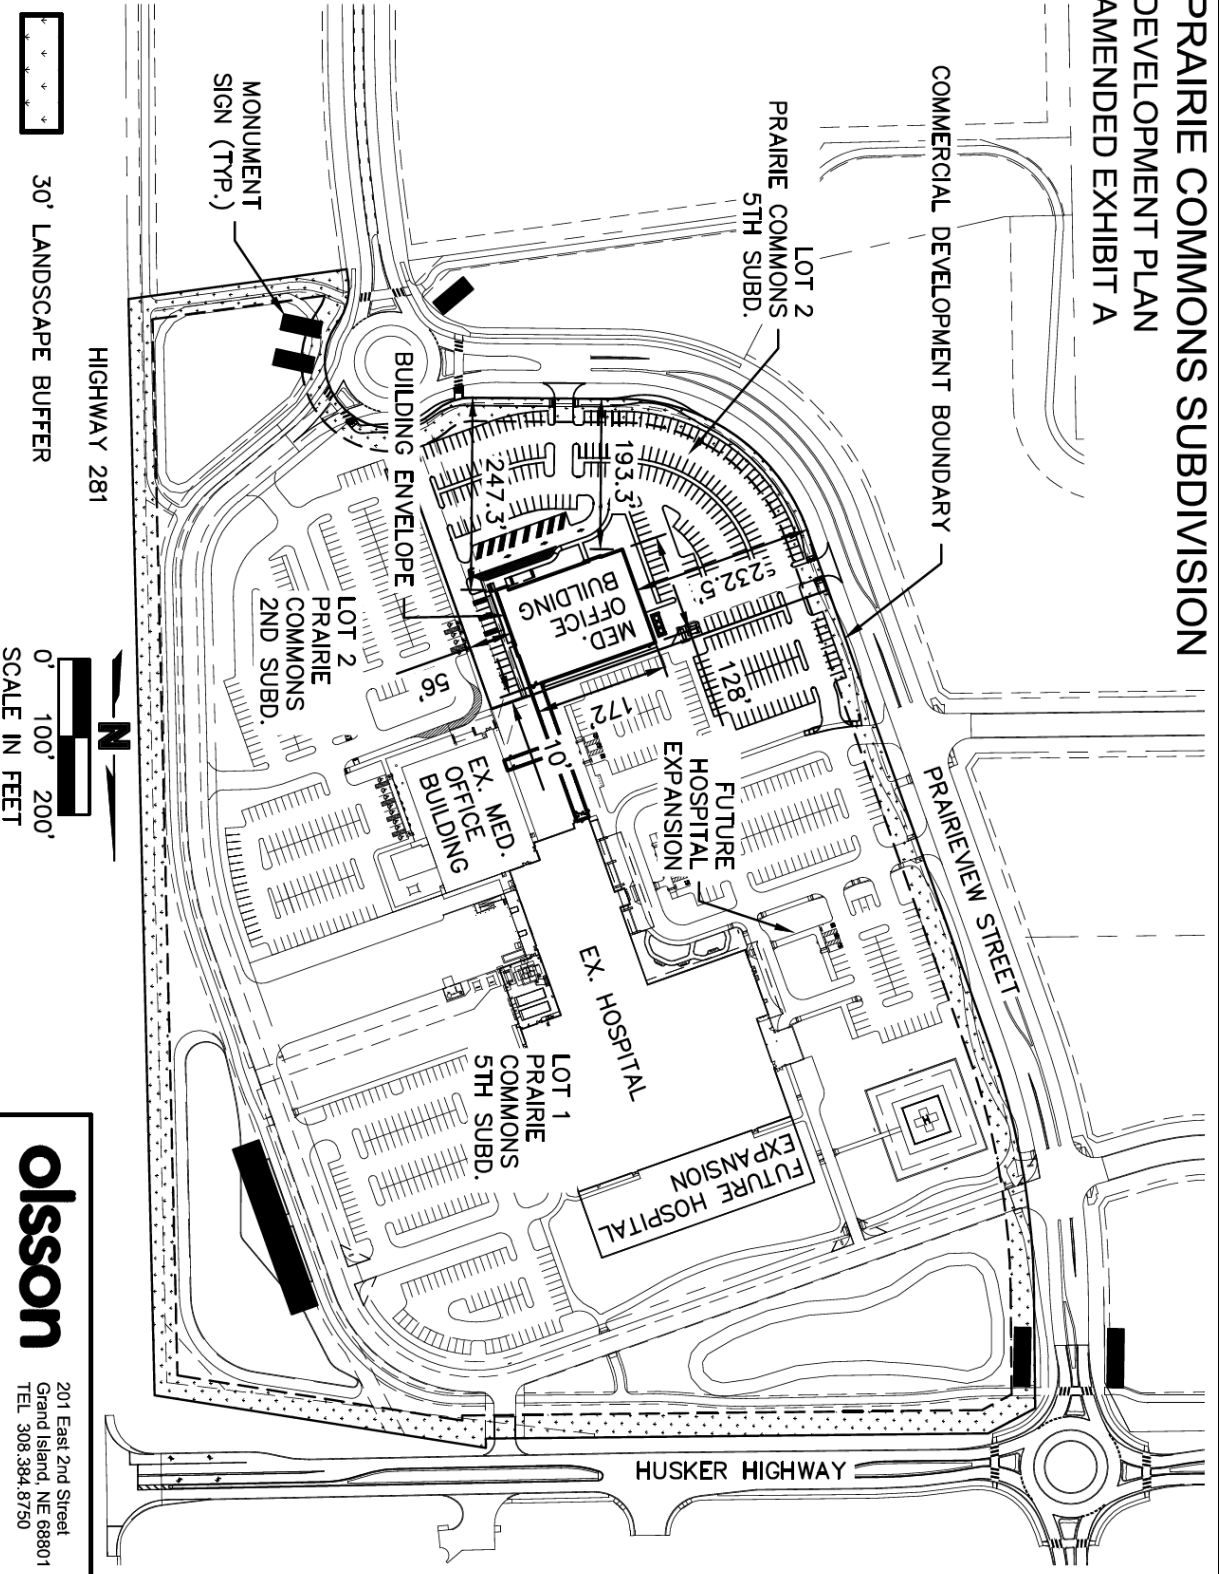 PRAIRIE COMMONS SUBDIVISION
DEVELOPMENT PLAN
AMENDED EXHIBIT A
COMMERCIAL DEVELOPMENT BOUNDARY
LOT 2
PRAIRIE COMMONS
5TH SUBD.
MONUMENT
SIGN (TYP.)
30' LANDSCAPE BUFFER
HIGHWAY 281
BUILDING ENVELOPE
193.3'
247.3'
232.5'
128'
172'
56'
10'
MED.
OFFICE
BUILDING
LOT 2
PRAIRIE
COMMONS
2ND SUBD.
EX. MED.
OFFICE
BUILDING
FUTURE
HOSPITAL
EXPANSION
PRAIRIEVIEW STREET
EX. HOSPITAL
H
LOT 1
PRAIRIE
COMMONS
5TH SUBD.
FUTURE HOSPITAL
EXPANSION
HUSKER HIGHWAY
N
0' 100' 200'
SCALE IN FEET
olsson
201 East 2nd Street
Grand Island, NE 68801
TEL 308.384.8750